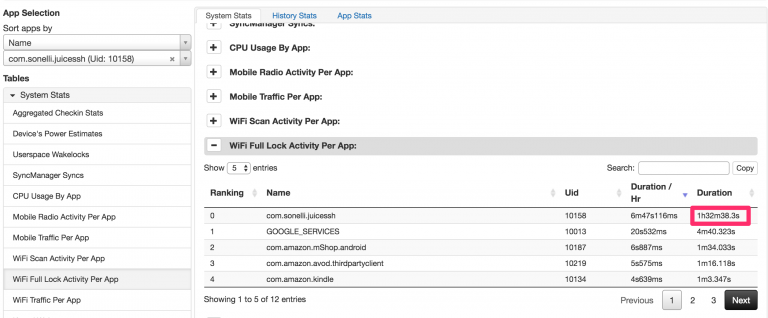 App Selection
Sort apps by
Name
com.sonelli.juicessh (Uid: 10158)
Tables
System Stats
Aggregated Checkin Stats
Device's Power Estimates
Userspace Wakelocks
SyncManager Syncs
CPU Usage By App
Mobile Radio Activity Per App
Mobile Traffic Per App
WiFi Scan Activity Per App
WiFi Full Lock Activity Per App
WiFi Traffic Per App
System Stats History Stats App Stats
SyncManager Syncs:
CPU Usage By App:
Mobile Radio Activity Per App:
Mobile Traffic Per App:
WiFi Scan Activity Per App:
WiFi Full Lock Activity Per App:
Show 5 entries Search: Copy
Ranking Name Uid Duration / Hr Duration
0 com.sonelli.juicessh 10158 6m47s116ms 1h32m38.3s
1 GOOGLE_SERVICES 10013 20s532ms 4m40.323s
2 com.amazon.mShop.android 10187 6s887ms 1m34.033s
3 com.amazon.avod.thirdpartyclient 10219 5s575ms 1m16.118s
4 com.amazon.kindle 10134 4s639ms 1m3.347s
Showing 1 to 5 of 12 entries Previous 1 2 3 Next